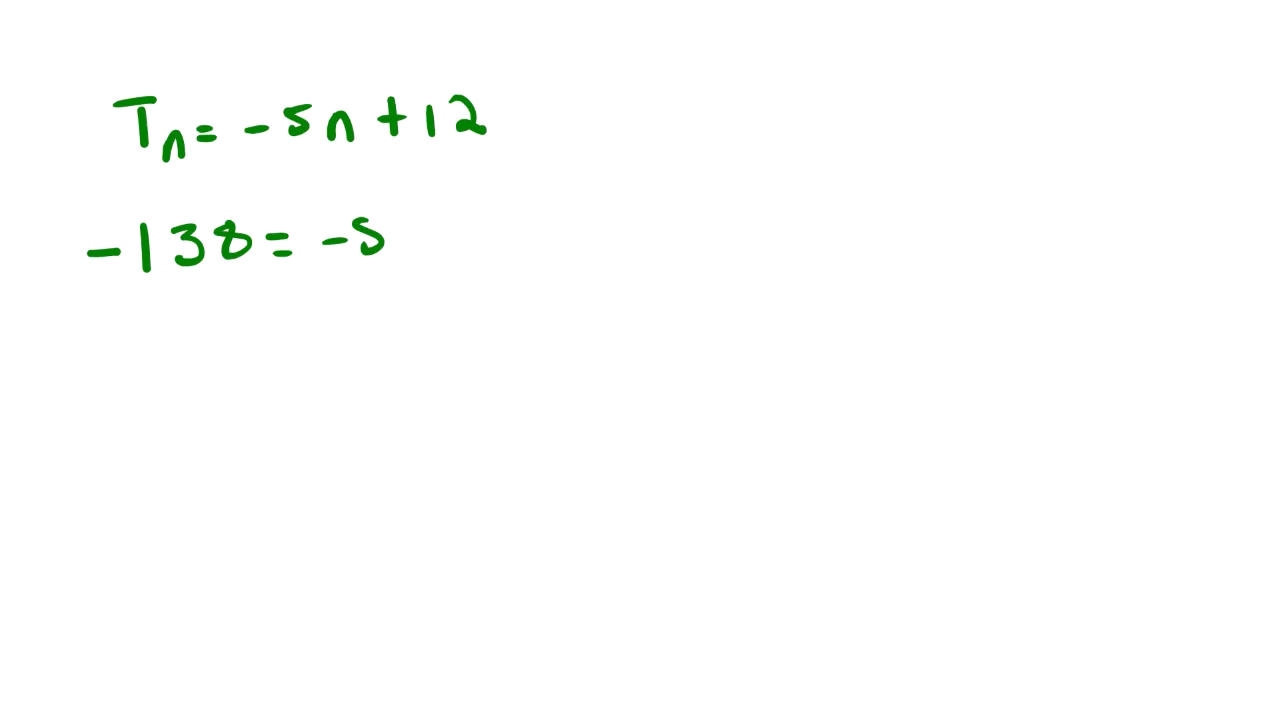 Tn = -5n + 12
-138 = -5